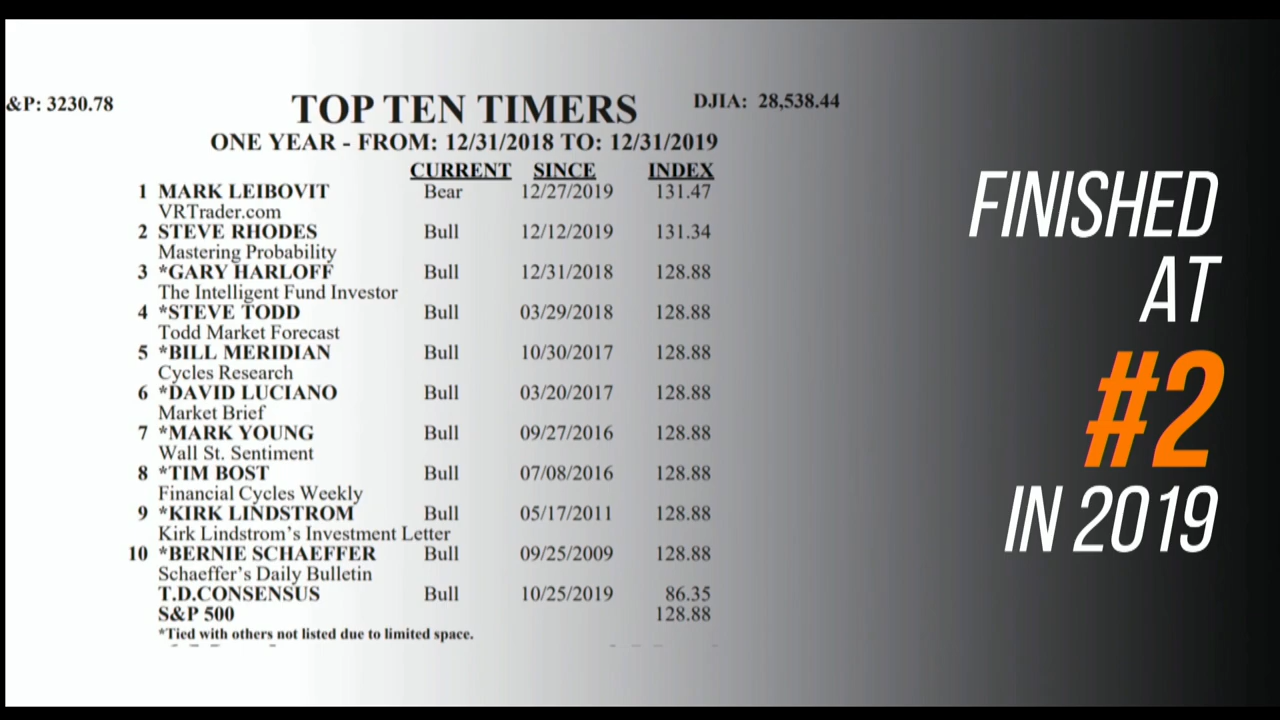 &P: 3230.78
TOP TEN TIMERS
DJIA: 28,538.44
ONE YEAR - FROM: 12/31/2018 TO: 12/31/2019
CURRENT SINCE INDEX
1 MARK LEIBOVIT Bear 12/27/2019 131.47
VRTrader.com
2 STEVE RHODES Bull 12/12/2019 131.34
Mastering Probability
3 *GARY HARLOFF Bull 12/31/2018 128.88
The Intelligent Fund Investor
4 *STEVE TODD Bull 03/29/2018 128.88
Todd Market Forecast
5 *BILL MERIDIAN Bull 10/30/2017 128.88
Cycles Research
6 *DAVID LUCIANO Bull 03/20/2017 128.88
Market Brief
7 *MARK YOUNG Bull 09/27/2016 128.88
Wall St. Sentiment
8 *TIM BOST Bull 07/08/2016 128.88
Financial Cycles Weekly
9 *KIRK LINDSTROM Bull 05/17/2011 128.88
Kirk Lindstrom's Investment Letter
10 *BERNIE SCHAEFFER Bull 09/25/2009 128.88
Schaeffer's Daily Bulletin
T.D.CONSENSUS Bull 10/25/2019 86.35
S&P 500 128.88
*Tied with others not listed due to limited space.
FINISHED
AT
#2
IN 2019